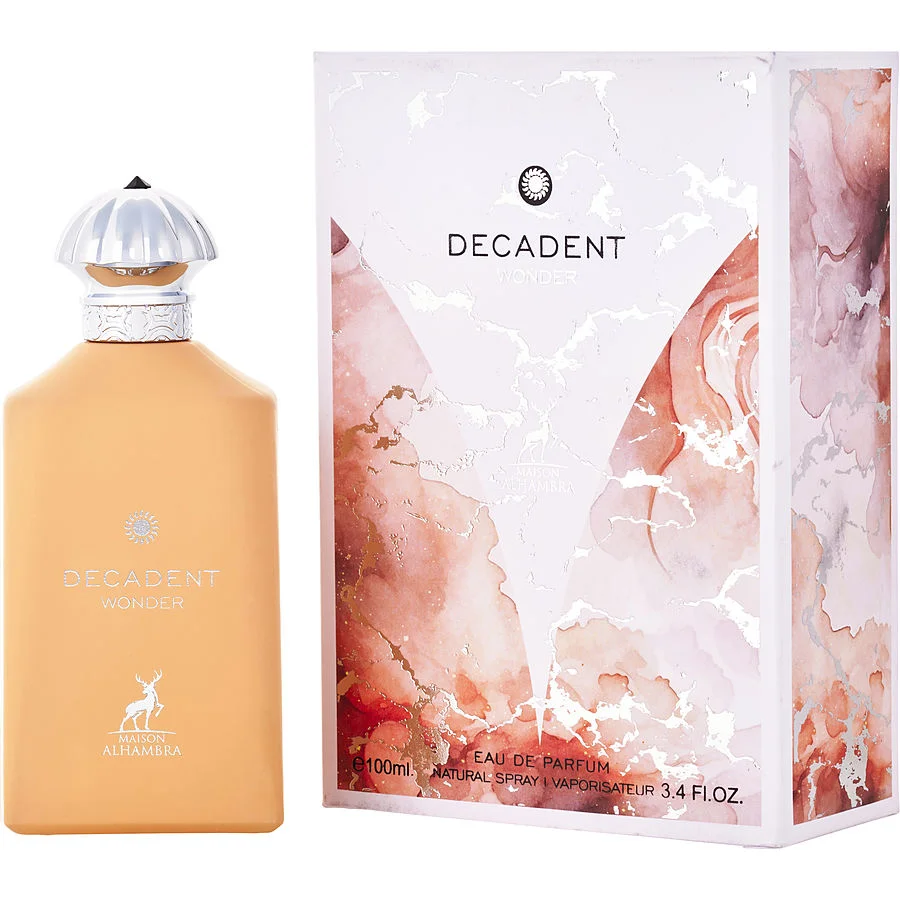 DECADENT
WONDER
MAISON
ALHAMBRA
DECADENT
WONDER
MAISON
ALHAMBRA
EAU DE PARFUM
℮100ml. NATURAL SPRAY | VAPORISATEUR 3.4 Fl.OZ.